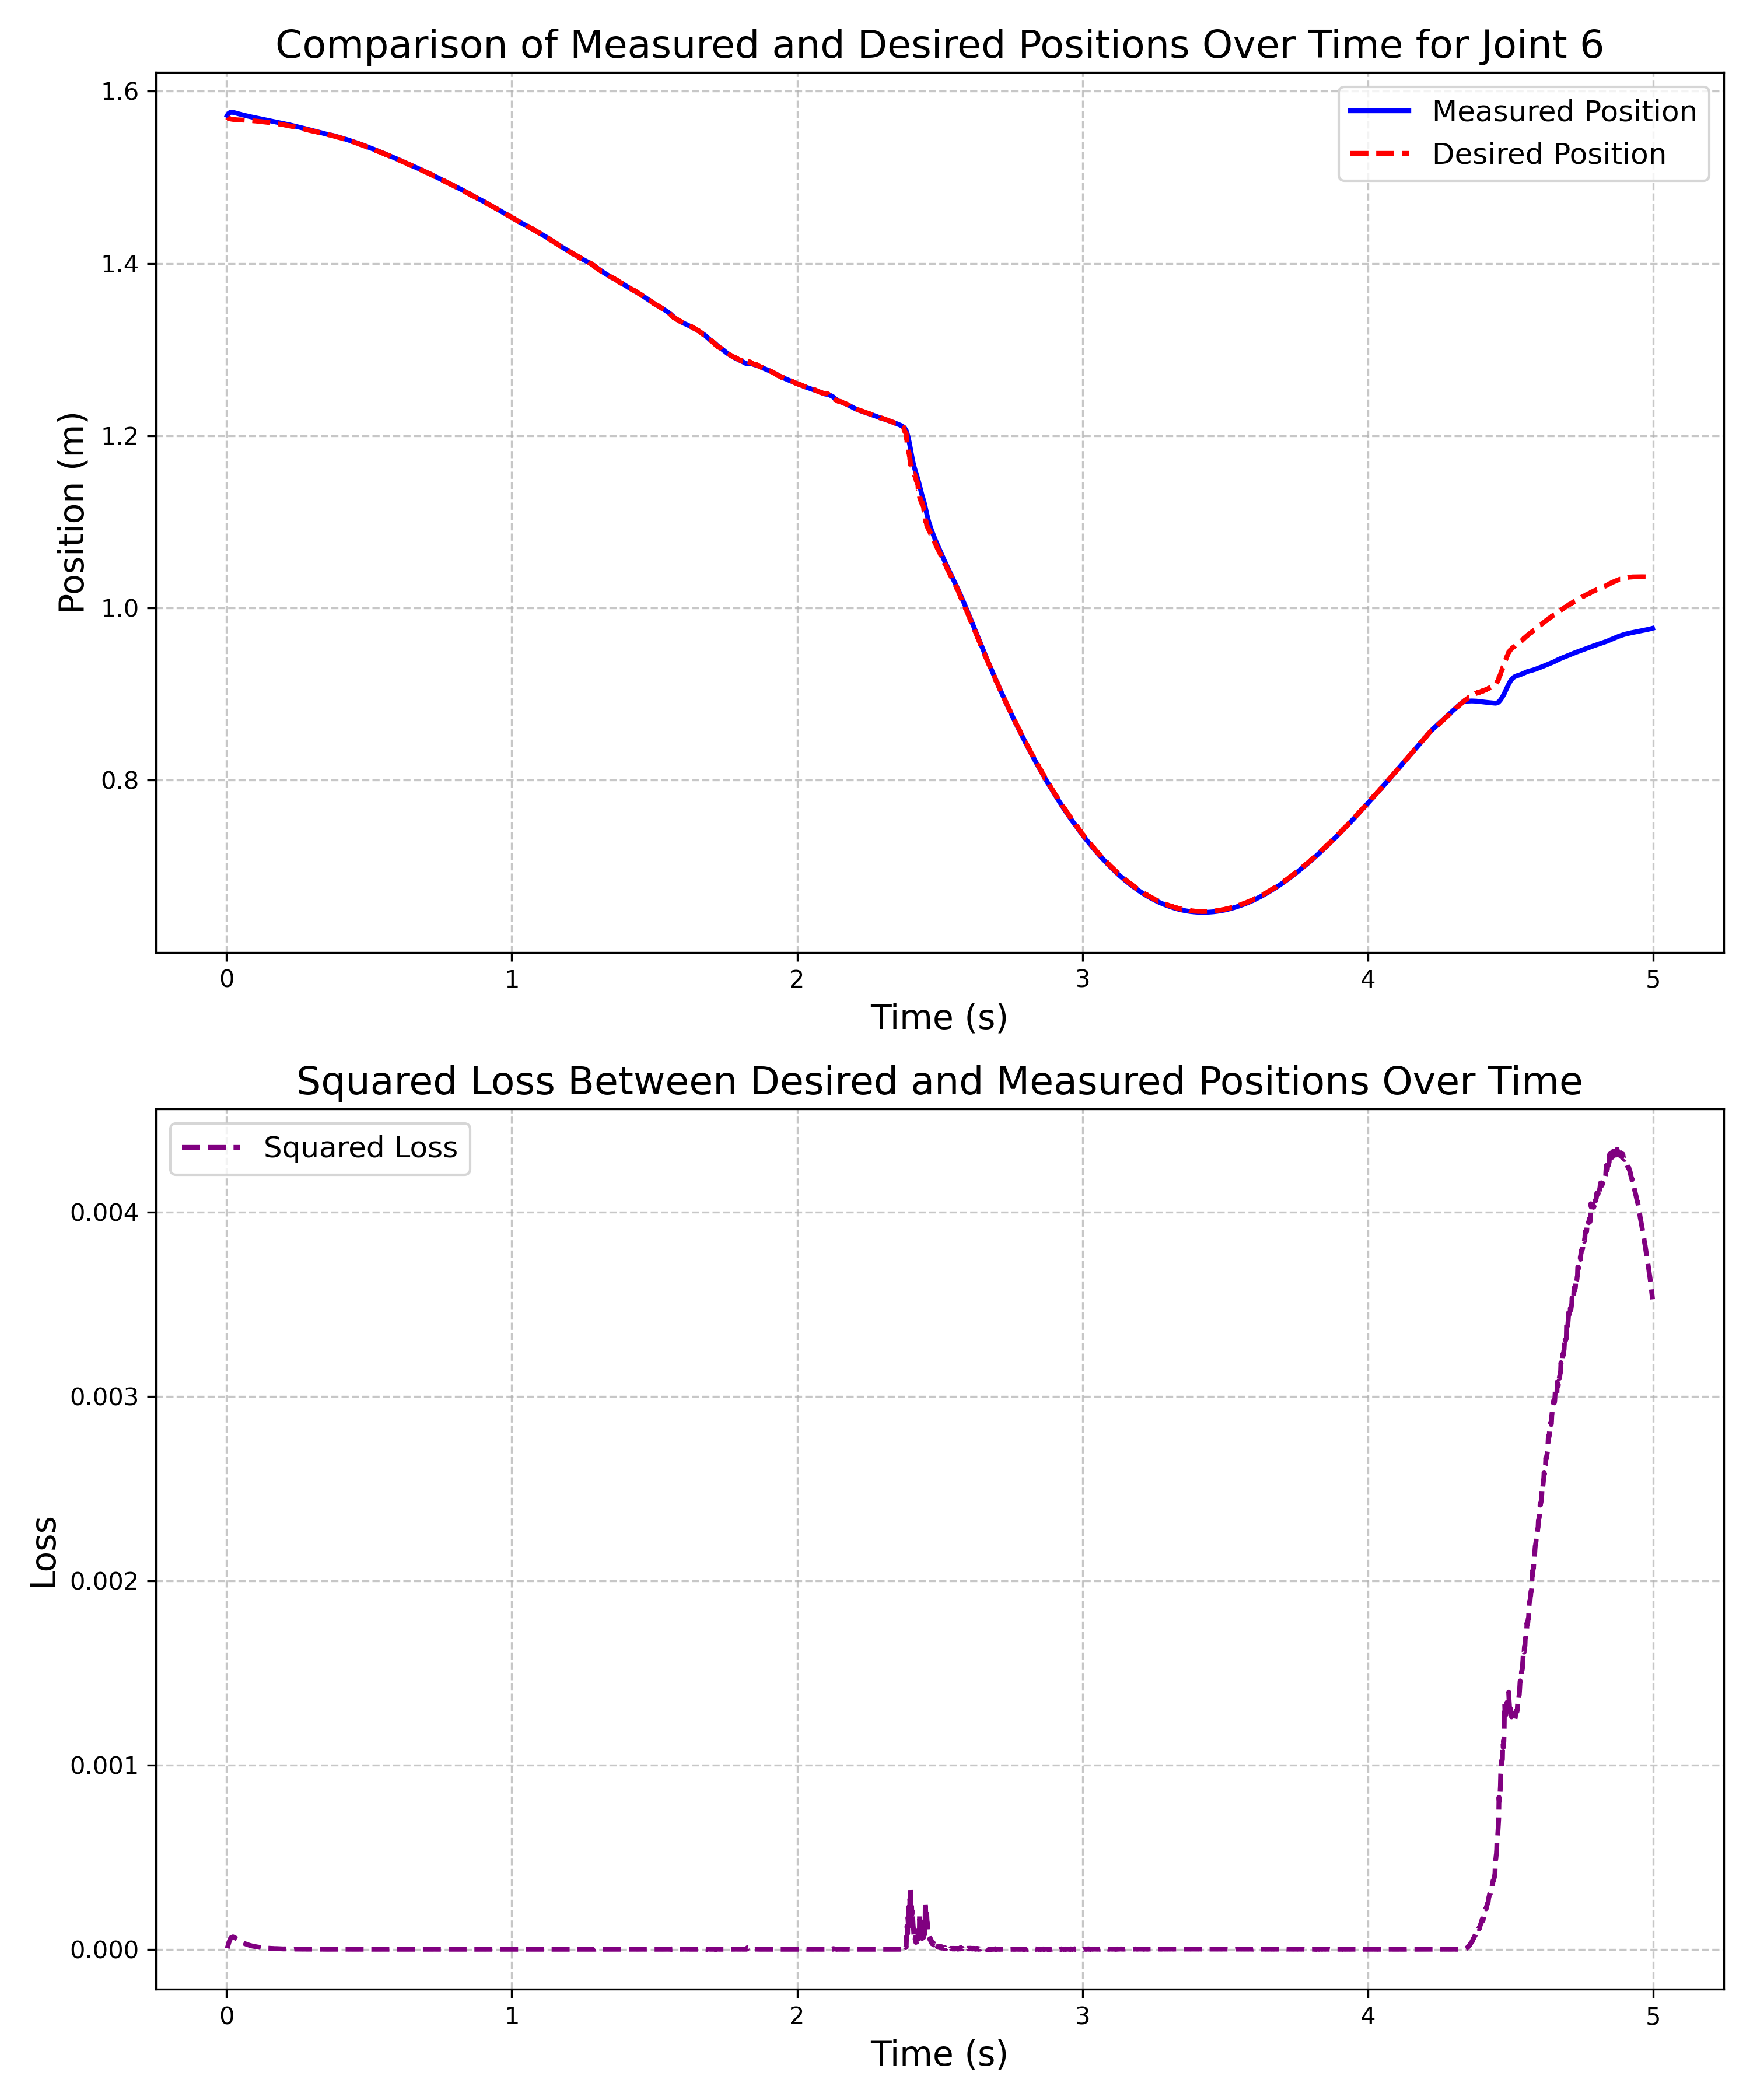 Comparison of Measured and Desired Positions Over Time for Joint 6
1.6
1.4
1.2
1.0
0.8
Position (m)
Measured Position
Desired Position
0 1 2 3 4 5
Time (s)
Squared Loss Between Desired and Measured Positions Over Time
Squared Loss
0.004
0.003
0.002
0.001
0.000
Loss
0 1 2 3 4 5
Time (s)